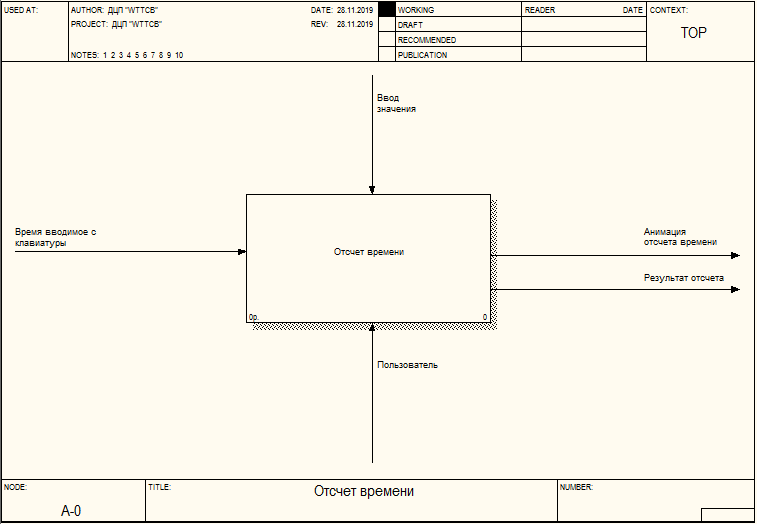 USED AT:
AUTHOR: ДЦП "WTTCB"
DATE: 28.11.2019
PROJECT: ДЦП "WTTCB"
REV: 28.11.2019
NOTES: 1 2 3 4 5 6 7 8 9 10
WORKING
DRAFT
RECOMMENDED
PUBLICATION
READER DATE
CONTEXT:
TOP
Ввод
значения
Время вводимое с
клавиатуры
Отсчет времени
0р. 0
Анимация
отсчета времени
Результат отсчета
Пользователь
NODE:
A-0
TITLE:
Отсчет времени
NUMBER: